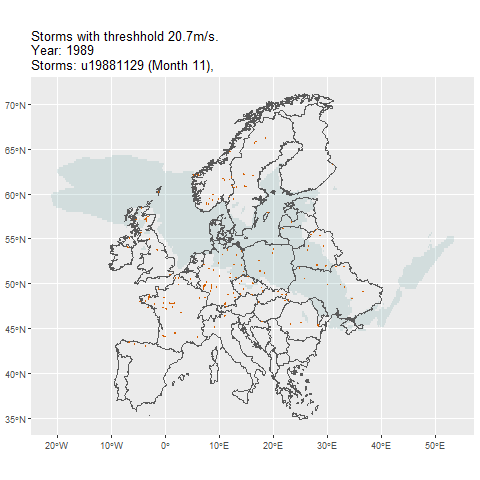 Storms with threshhold 20.7m/s.
Year: 1989
Storms: u19881129 (Month 11),
70°N
65°N
60°N
55°N
50°N
45°N
40°N
35°N
20°W 10°W 0° 10°E 20°E 30°E 40°E 50°E